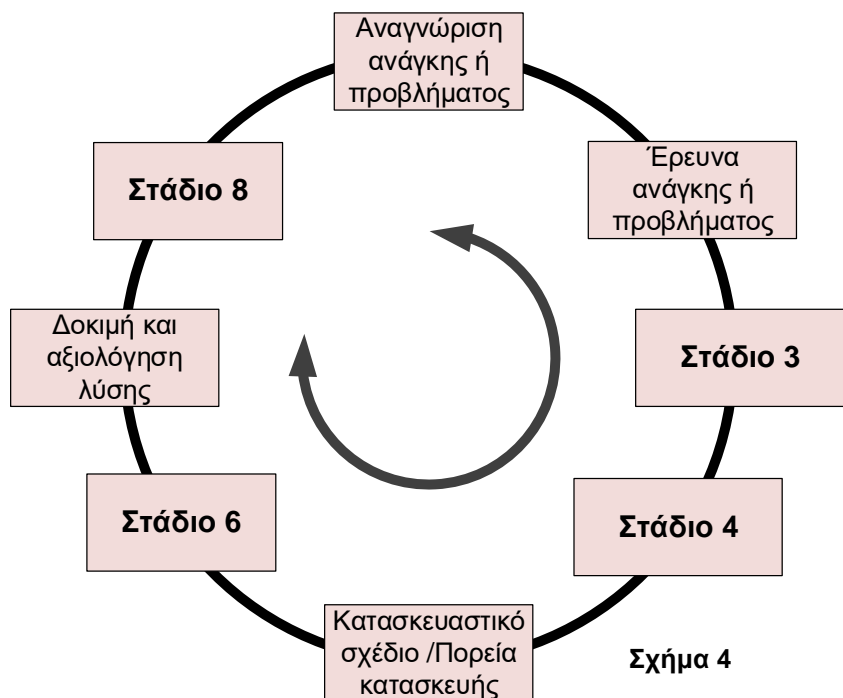 Αναγνώριση
ανάγκης ή
προβλήματος
Έρευνα
ανάγκης ή
προβλήματος
Στάδιο 3
Στάδιο 4
Κατασκευαστικό
σχέδιο /Πορεία
κατασκευής
Στάδιο 6
Δοκιμή και
αξιολόγηση
λύσης
Στάδιο 8
Σχήμα 4